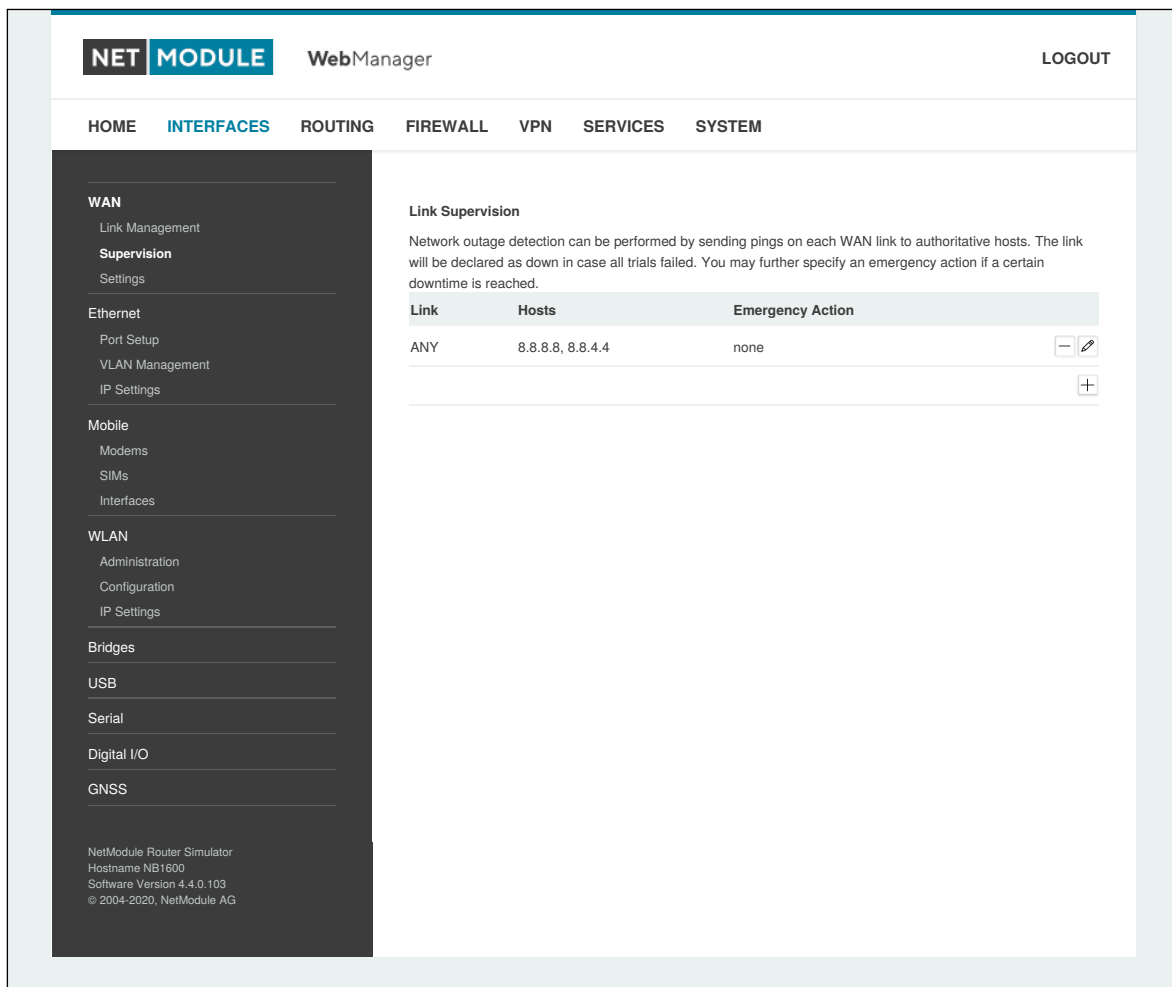 NET MODULE WebManager LOGOUT
HOME INTERFACES ROUTING FIREWALL VPN SERVICES SYSTEM
WAN
Link Management
Supervision
Settings
Ethernet
Port Setup
VLAN Management
IP Settings
Mobile
Modems
SIMs
Interfaces
WLAN
Administration
Configuration
IP Settings
Bridges
USB
Serial
Digital I/O
GNSS
NetModule Router Simulator
Hostname NB1600
Software Version 4.4.0.103
© 2004-2020, NetModule AG
Link Supervision
Network outage detection can be performed by sending pings on each WAN link to authoritative hosts. The link
will be declared as down in case all trials failed. You may further specify an emergency action if a certain
downtime is reached.
Link Hosts Emergency Action
ANY 8.8.8.8, 8.8.4.4 none